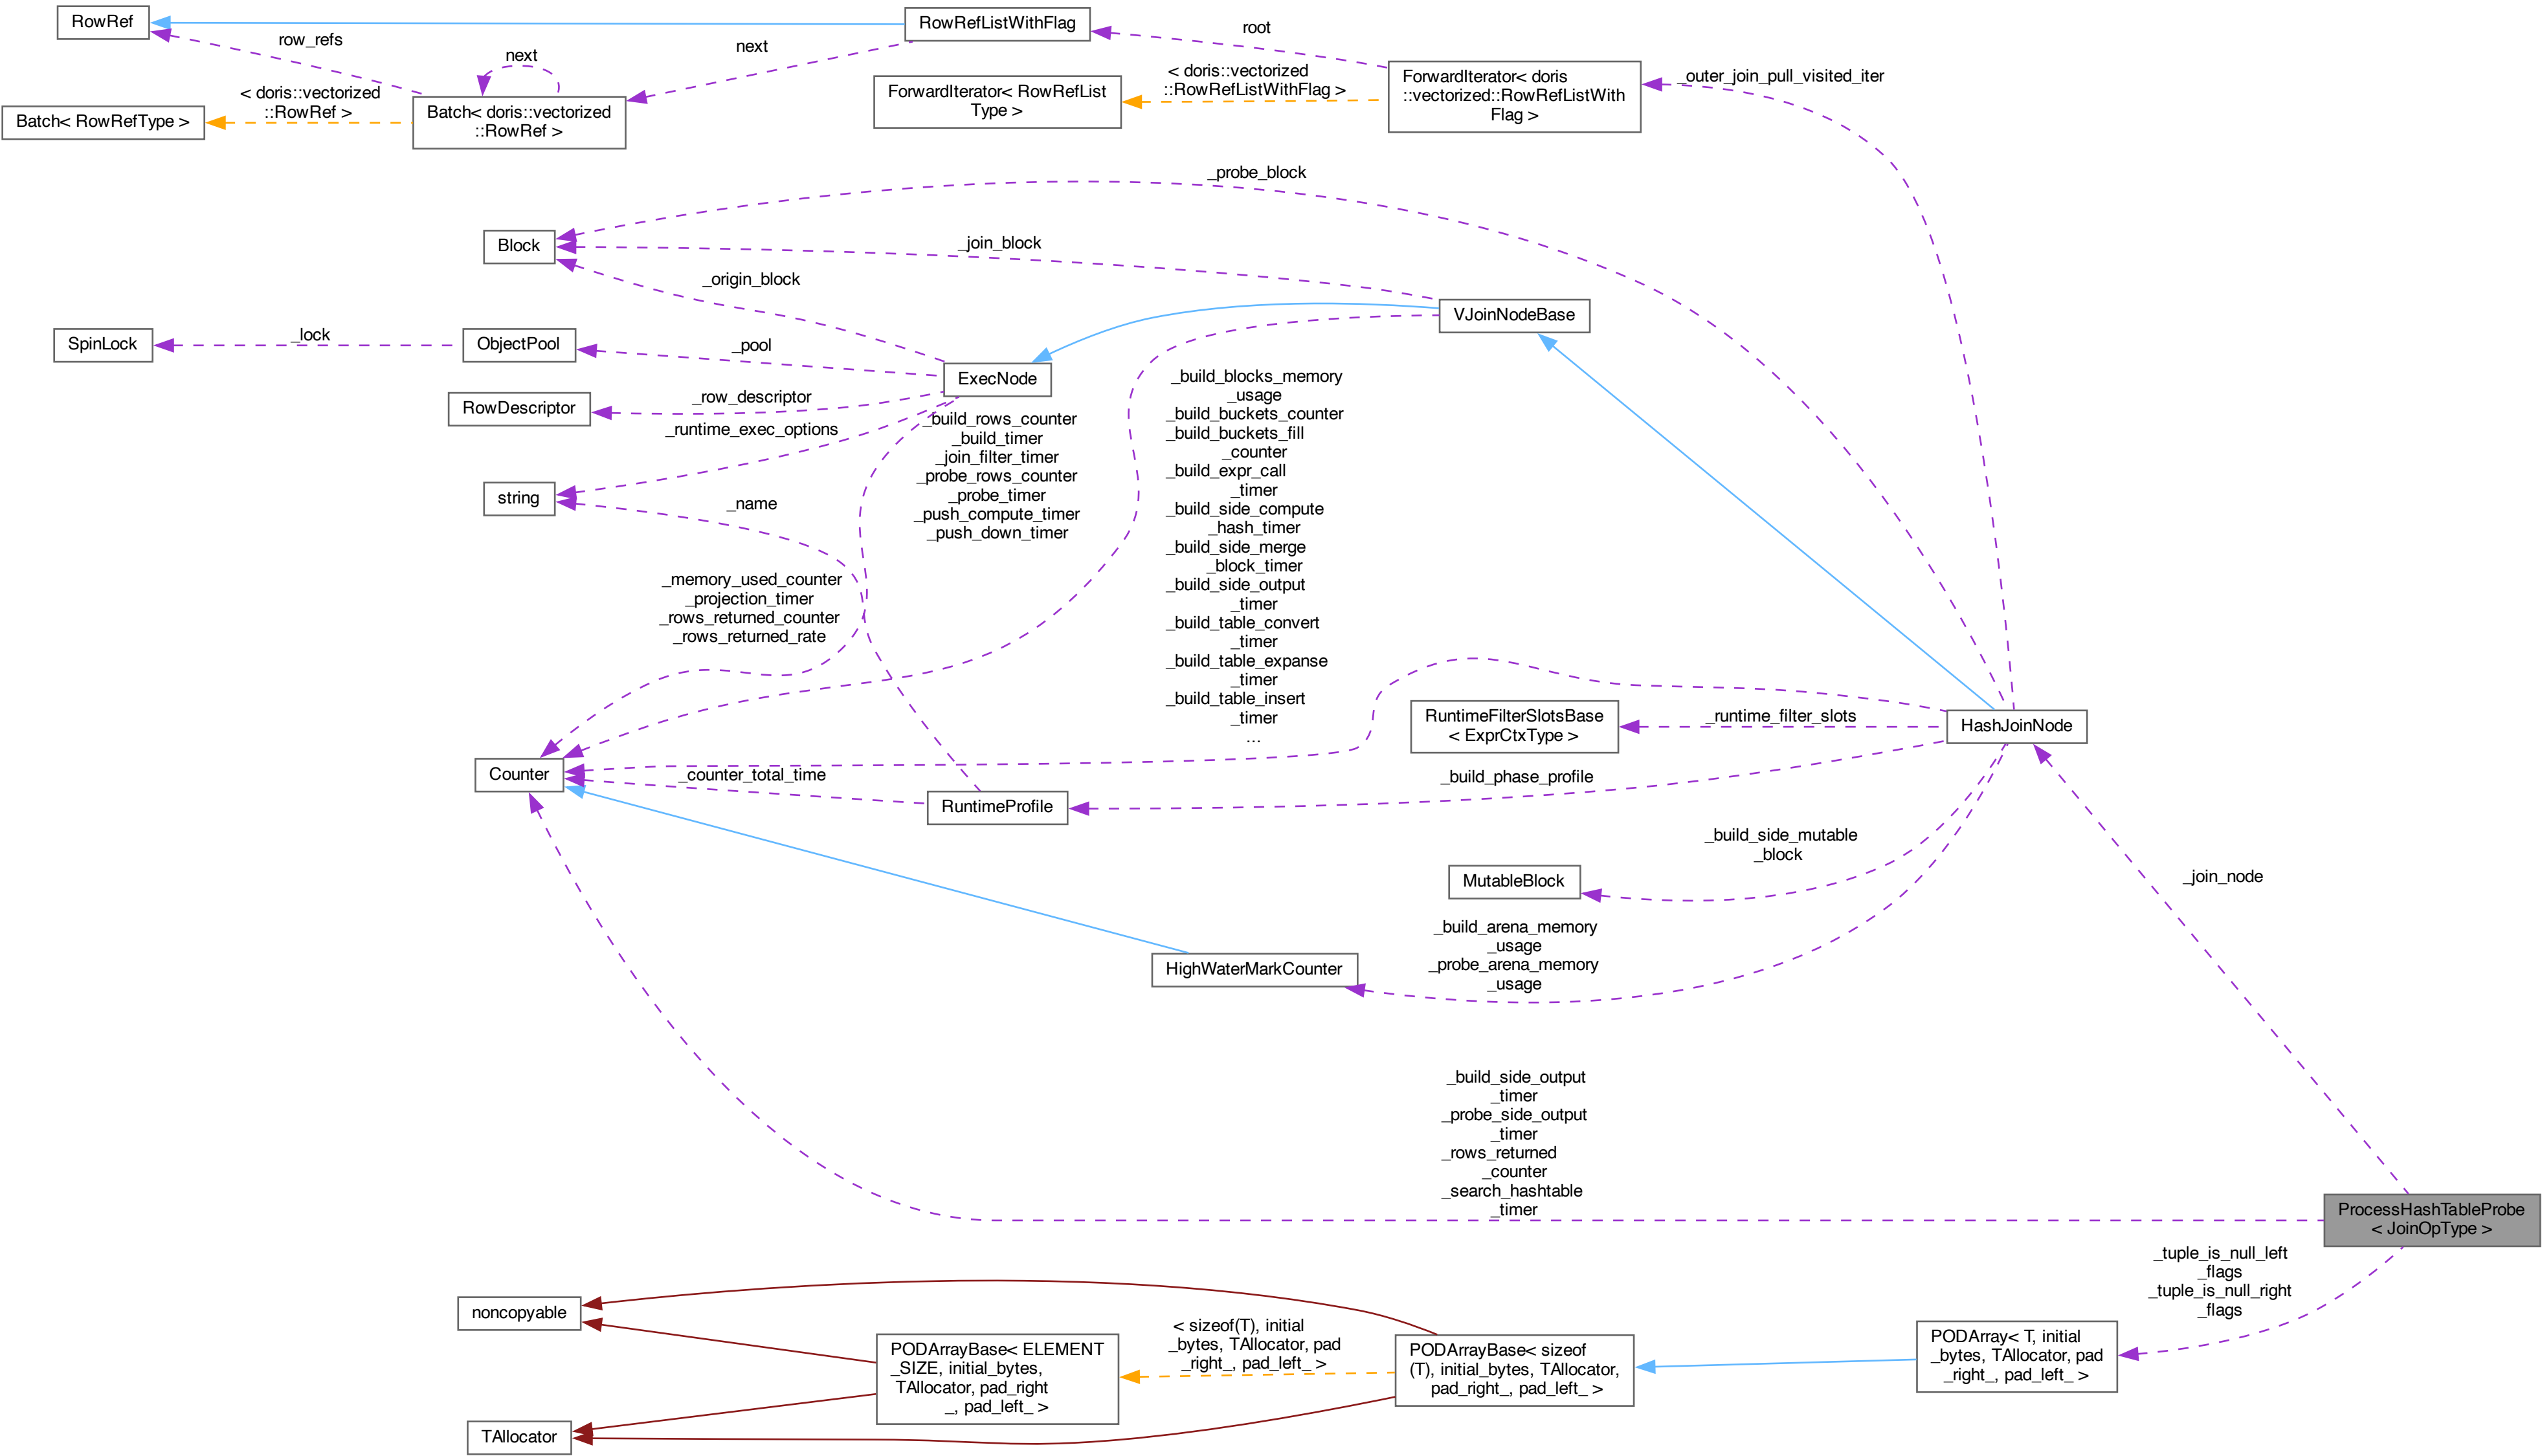 RowRef
RowRefListWithFlag
root
row_refs
next
next
ForwardIterator< doris
::vectorized::RowRefListWith
Flag >
_outer_join_pull_visited_iter
< doris::vectorized
::RowRefListWithFlag >
ForwardIterator< RowRefList
Type >
< doris::vectorized
::RowRef >
Batch< RowRefType >
Batch< doris::vectorized
::RowRef >
_probe_block
Block
_join_block
_origin_block
VJoinNodeBase
SpinLock
_lock
ObjectPool
_pool
ExecNode
RowDescriptor
_row_descriptor
_runtime_exec_options
_build_rows_counter
_build_timer
_join_filter_timer
_probe_rows_counter
_probe_timer
_push_compute_timer
_push_down_timer
_build_blocks_memory
_usage
_build_buckets_counter
_build_buckets_fill
_counter
_build_expr_call
_timer
_build_side_compute
_hash_timer
_build_side_merge
_block_timer
_build_side_output
_timer
_build_table_convert
_timer
_build_table_expanse
_timer
_build_table_insert
_timer
...
string
_name
_memory_used_counter
_projection_timer
_rows_returned_counter
_rows_returned_rate
RuntimeFilterSlotsBase
< ExprCtxType >
_runtime_filter_slots
HashJoinNode
Counter
_counter_total_time
RuntimeProfile
_build_phase_profile
_build_side_mutable
_block
MutableBlock
_join_node
_build_arena_memory
_usage
_probe_arena_memory
_usage
HighWaterMarkCounter
_build_side_output
_timer
_probe_side_output
_timer
_rows_returned
_counter
_search_hashtable
_timer
ProcessHashTableProbe
< JoinOpType >
_tuple_is_null_left
_flags
_tuple_is_null_right
_flags
noncopyable
PODArrayBase< ELEMENT
_SIZE, initial_bytes,
TAllocator, pad_right
_, pad_left_ >
< sizeof(T), initial
_bytes, TAllocator, pad
_right_, pad_left_ >
PODArrayBase< sizeof
(T), initial_bytes, TAllocator,
pad_right_, pad_left_ >
PODArray< T, initial
_bytes, TAllocator, pad
_right_, pad_left_ >
TAllocator